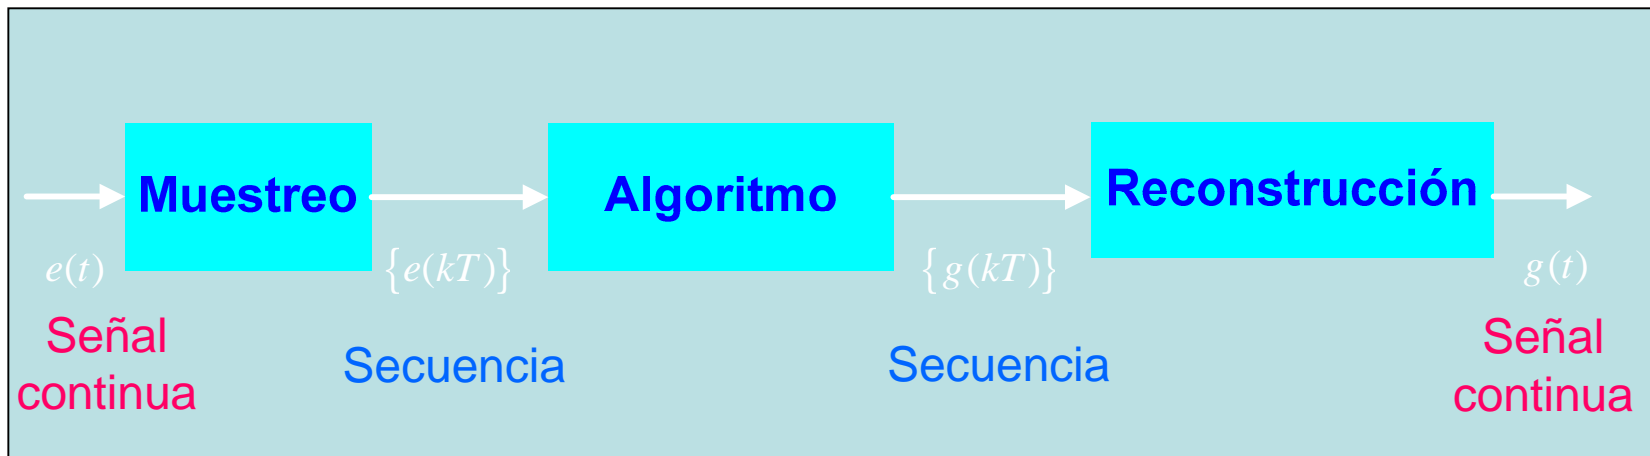 Muestreo
Algoritmo
Reconstrucción
e(t)
{e(kT)}
{g(kT)}
g(t)
Señal
continua
Secuencia
Secuencia
Señal
continua